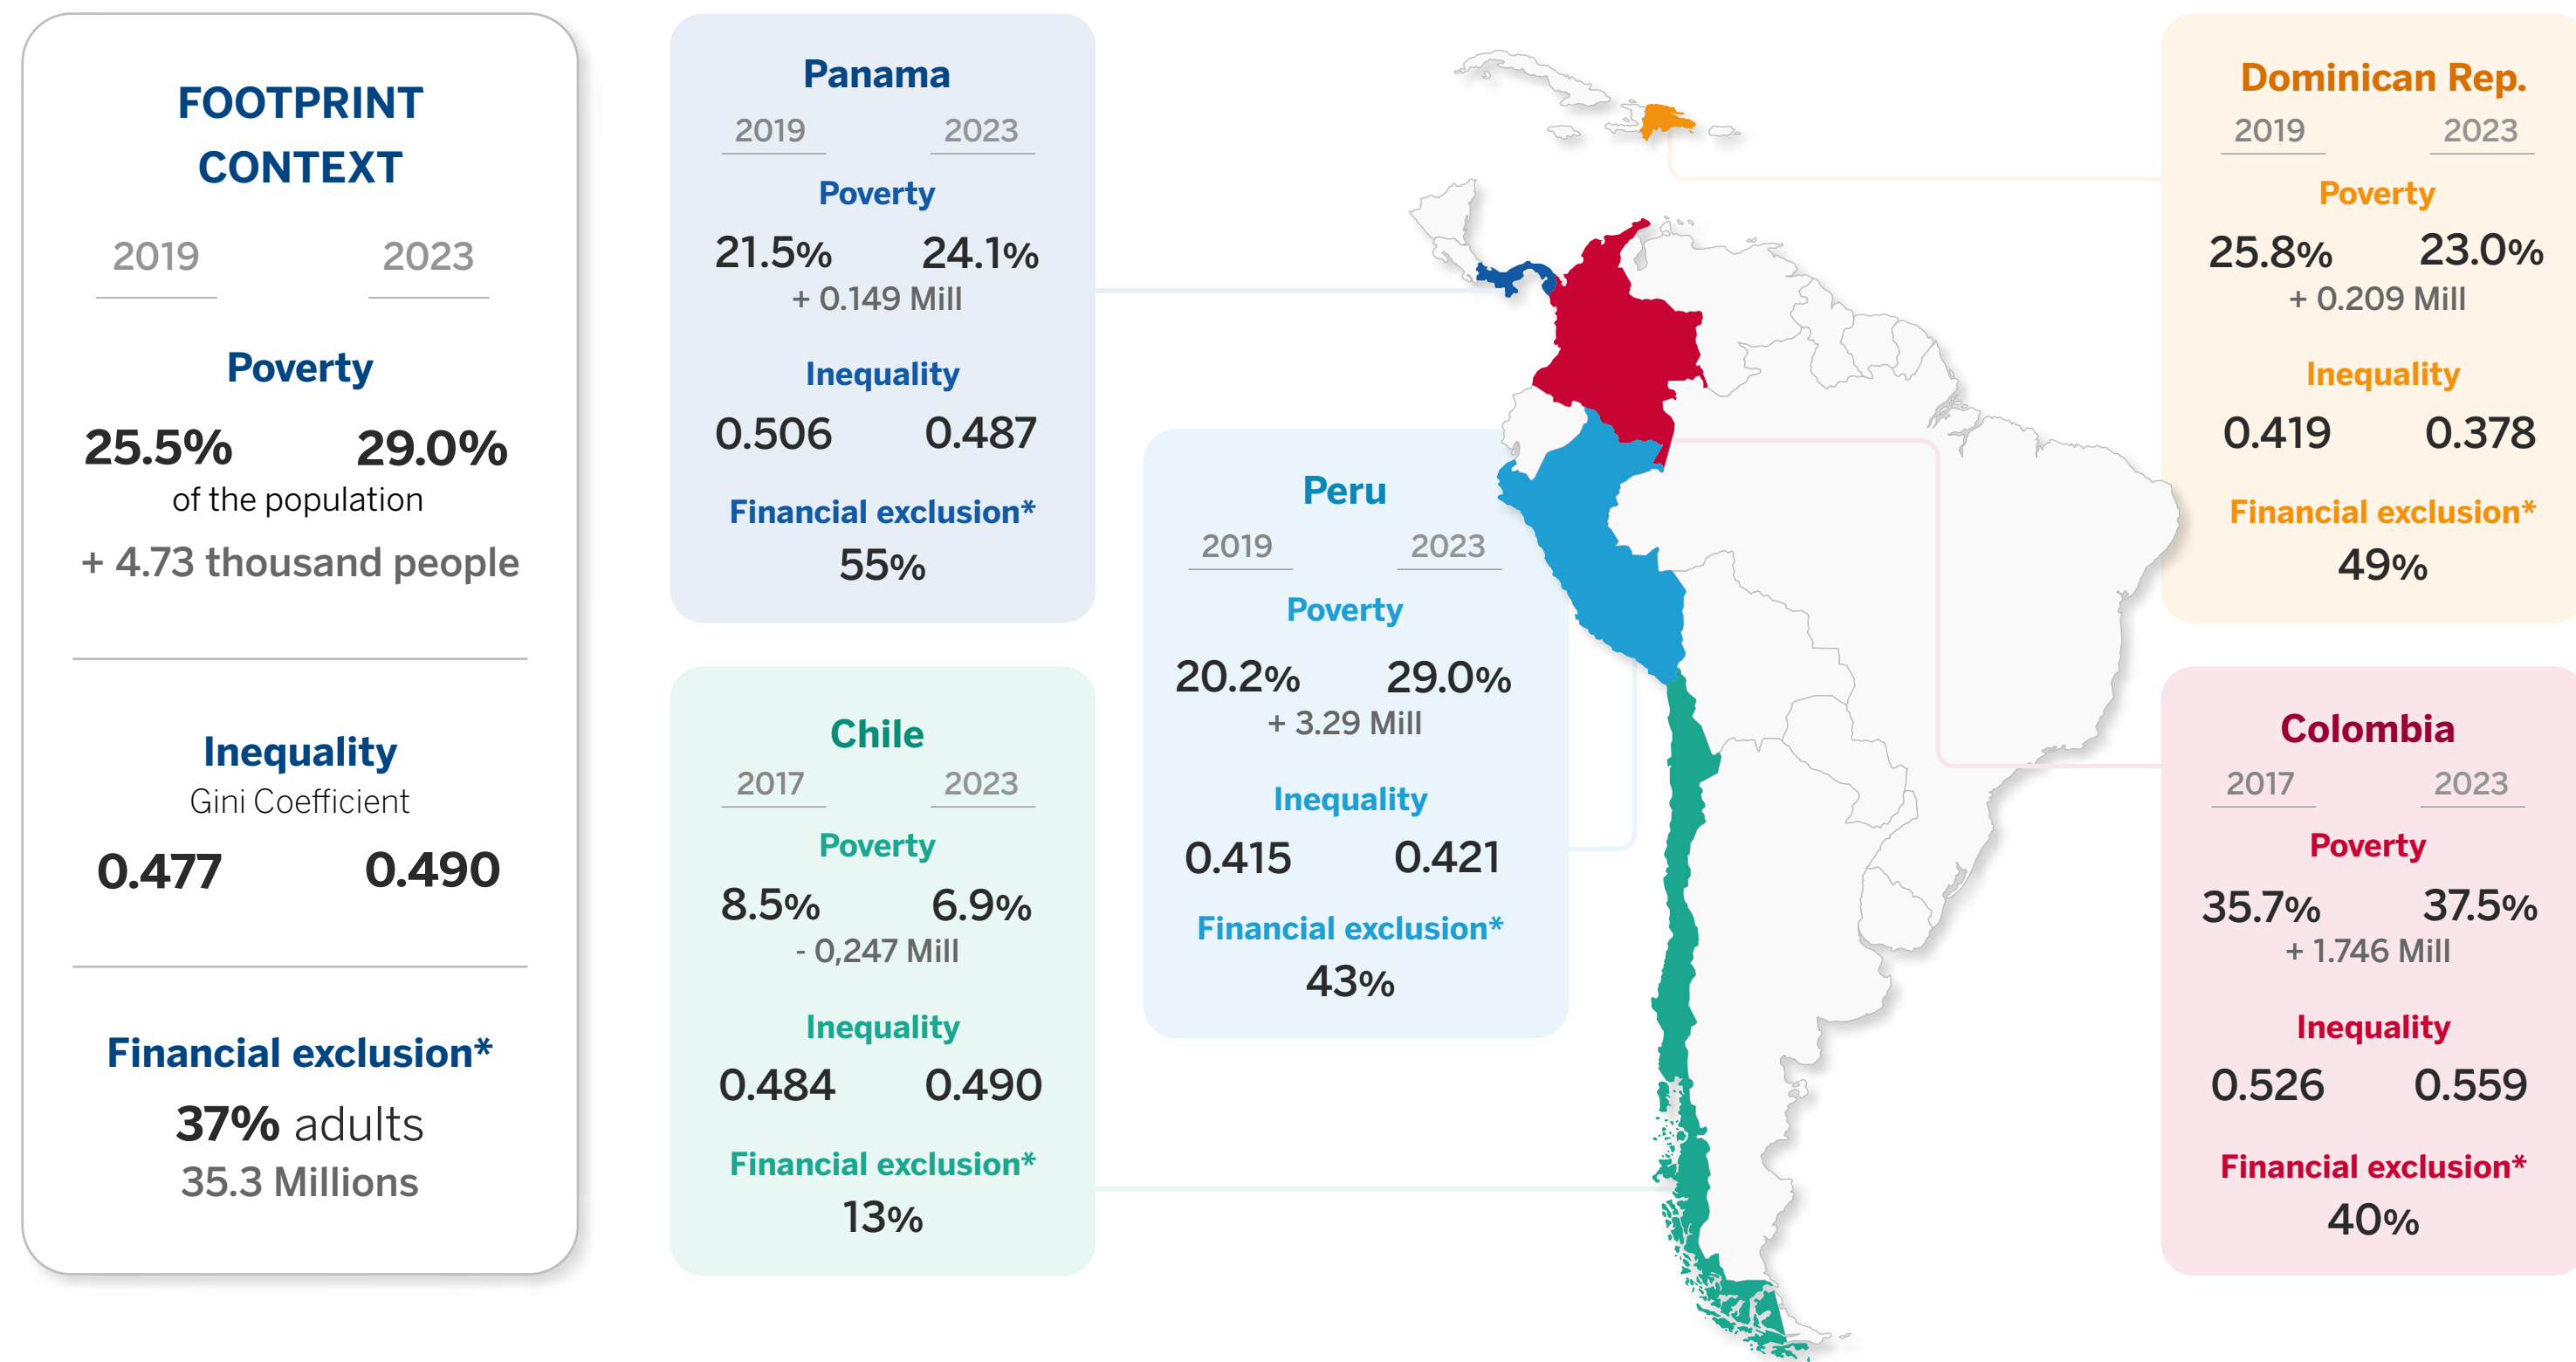 FOOTPRINT
CONTEXT
2019 2023
Poverty
25.5% 29.0%
of the population
+ 4.73 thousand people
Inequality
Gini Coefficient
0.477 0.490
Financial exclusion*
37% adults
35.3 Millions
Panama
2019 2023
Poverty
21.5% 24.1%
+ 0.149 Mill
Inequality
0.506 0.487
Financial exclusion*
55%
Chile
2017 2023
Poverty
8.5% 6.9%
- 0,247 Mill
Inequality
0.484 0.490
Financial exclusion*
13%
Peru
2019 2023
Poverty
20.2% 29.0%
+ 3.29 Mill
Inequality
0.415 0.421
Financial exclusion*
43%
Dominican Rep.
2019 2023
Poverty
25.8% 23.0%
+ 0.209 Mill
Inequality
0.419 0.378
Financial exclusion*
49%
Colombia
2017 2023
Poverty
35.7% 37.5%
+ 1.746 Mill
Inequality
0.526 0.559
Financial exclusion*
40%